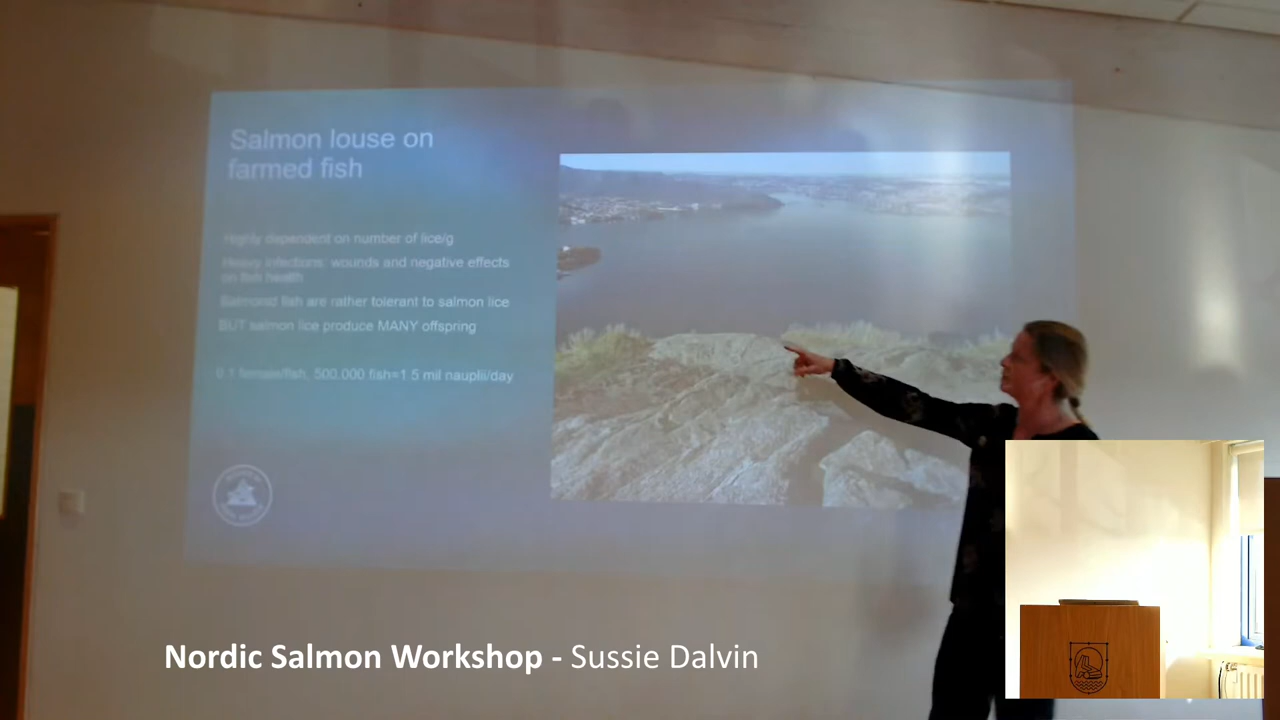 Salmon louse on
farmed fish
Highly dependent on number of lice/g
Heavy infections: wounds and negative effects
on fish health
Salmonid fish are rather tolerant to salmon lice
BUT salmon lice produce MANY offspring
0.1 female/fish, 500.000 fish=1.5 mil nauplii/day
Nordic Salmon Workshop - Sussie Dalvin